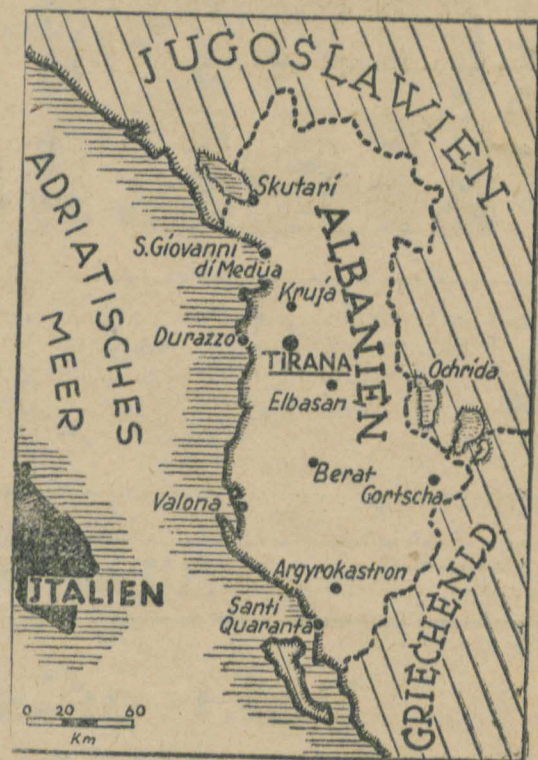 JUGOSLAWIEN
ADRIATISCHES
MEER
ALBANIEN
Skutari
S.Giovanni
di Medua
Kruja
Durazzo
TIRANA
Elbasan
Ochrida
Berat
Gortscha
Valona
JTALIEN
Argyrokastron
Santi
Quaranta
GRIECHENLD
0 20 60
Km